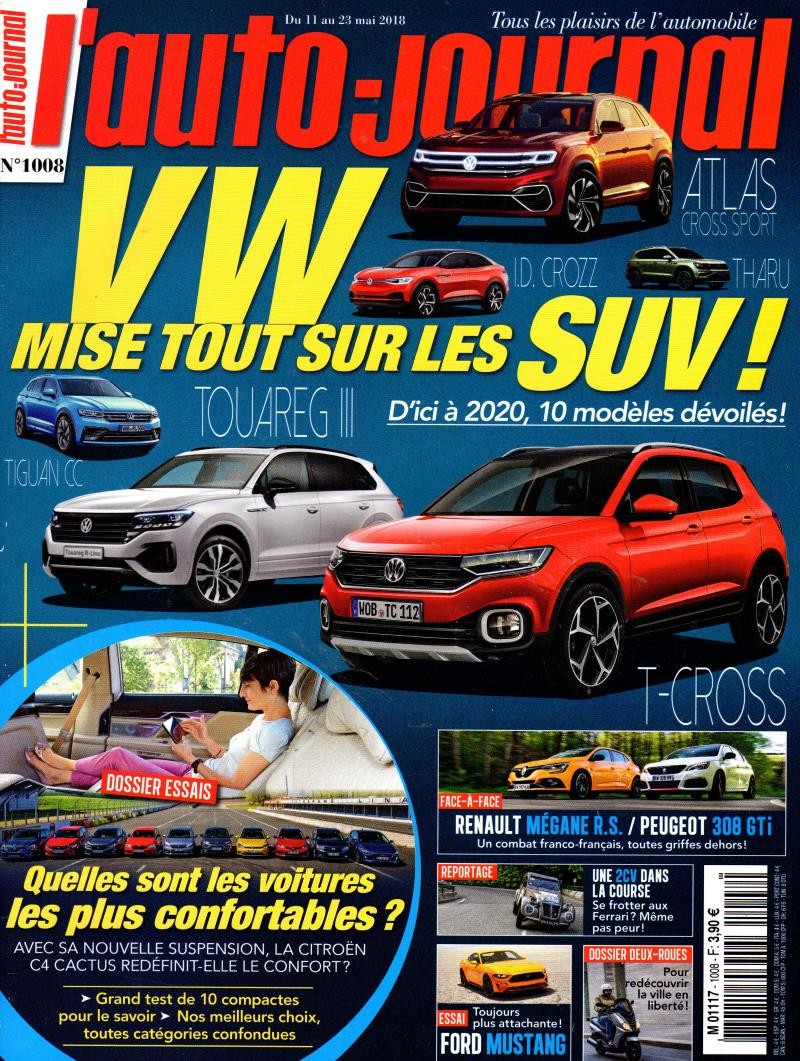 Du 11 au 23 mai 2018
Tous les plaisirs de l'automobile
l'auto-journal
l'auto-journal
N°1008
VW
ATLAS
CROSS SPORT
I.D. CROZZ
THARU
MISE TOUT SUR LES SUV !
TOUAREG III
D'ici à 2020, 10 modèles dévoilés !
TIGUAN CC
Touareg R-Line
WOB TC 112
T-CROSS
DOSSIER ESSAIS
Quelles sont les voitures
les plus confortables ?
AVEC SA NOUVELLE SUSPENSION, LA CITROËN
C4 CACTUS REDÉFINIT-ELLE LE CONFORT ?
➤ Grand test de 10 compactes
pour le savoir ➤ Nos meilleurs choix,
toutes catégories confondues
FACE-À-FACE
RENAULT MÉGANE R.S. / PEUGEOT 308 GTi
Un combat franco-français, toutes griffes dehors !
REPORTAGE
UNE 2CV DANS
LA COURSE
Se frotter aux
Ferrari ? Même
pas peur !
ESSAI
Toujours
plus attachante !
FORD MUSTANG
DOSSIER DEUX-ROUES
Pour
redécouvrir
la ville en
liberté !
M 01117 - 1008 - F: 3,90 €